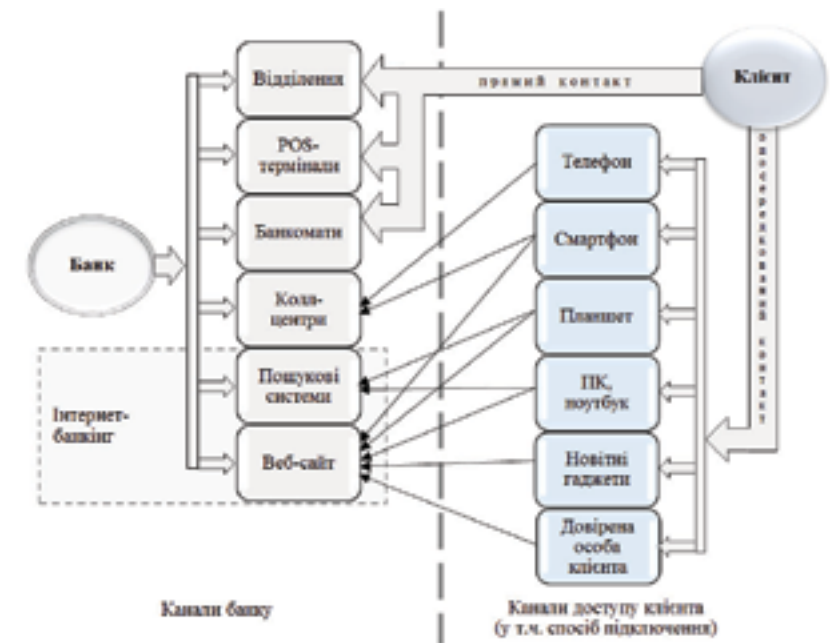 Відділення
прямий контакт
Клієнт
POS-
термінали
Телефон
Банкомати
Смартфон
опосередкований контакт
Банк
Колл-
центри
Планшет
Пошукові
системи
ПК,
ноутбук
Інтернет-
банкінг
Веб-сайт
Новітні
гаджети
Довірена
особа
клієнта
Канали банку
Канали доступу клієнта
(у т.ч. спосіб підключення)